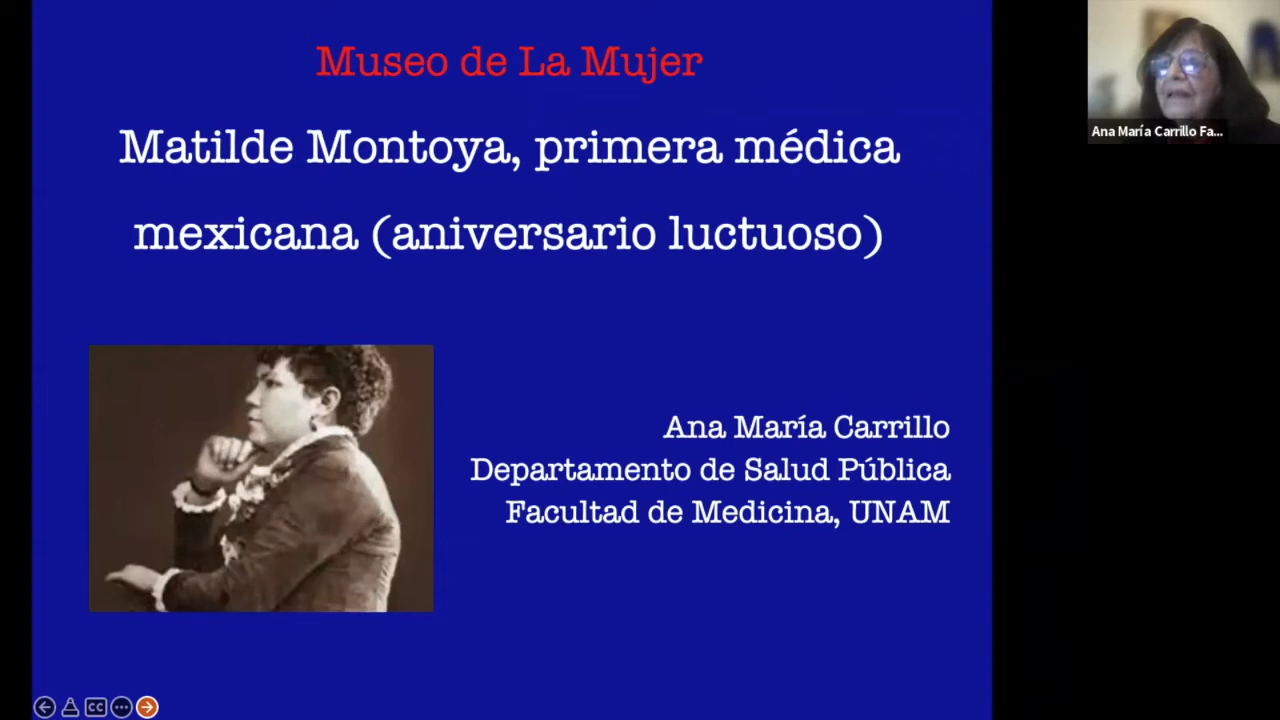 Museo de La Mujer
Matilde Montoya, primera médica
mexicana (aniversario luctuoso)
Ana María Carrillo
Departamento de Salud Pública
Facultad de Medicina, UNAM
Ana María Carrillo Fa...
CC